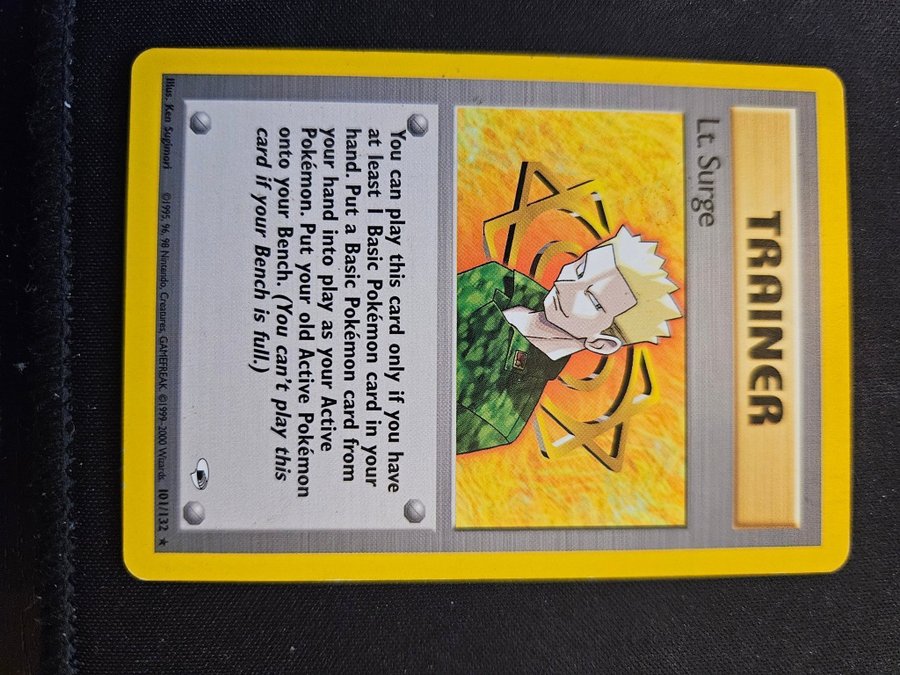 TRAINER
Lt. Surge
You can play this card only if you have
at least 1 Basic Pokémon card in your
hand. Put a Basic Pokémon card from
your hand into play as your Active
Pokémon. Put your old Active Pokémon
onto your Bench. (You can't play this
card if your Bench is full.)
Illus. Ken Sugimori ©1995, 96, 98 Nintendo, Creatures, GAMEFREAK. ©1999-2000 Wizards. 101/132 ★